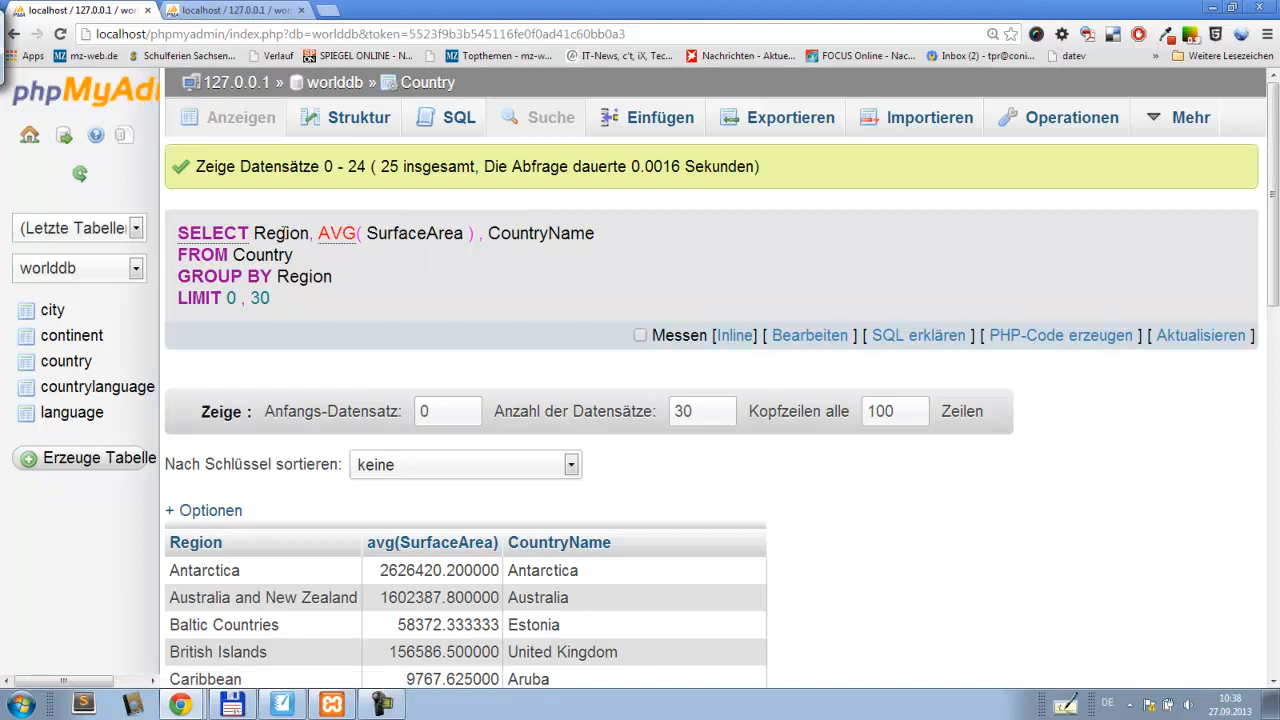 localhost / 127.0.0.1 / wor
localhost / 127.0.0.1 / wor
localhost/phpmyadmin/index.php?db=worlddb&token=5523f9b3b545116fe0f0ad41c60bb0a3
Apps mz-web.de Schulferien Sachsen... Verlauf SPIEGEL ONLINE - N... Topthemen - mz-w... IT-News, c't, iX, Tec... Nachrichten - Aktue... FOCUS Online - Nac... Inbox (2) - tpr@coni... datev » Weitere Lesezeichen
phpMyAd
127.0.0.1 » worlddb » Country
Anzeigen Struktur SQL Suche Einfügen Exportieren Importieren Operationen Mehr
Zeige Datensätze 0 - 24 ( 25 insgesamt, Die Abfrage dauerte 0.0016 Sekunden)
(Letzte Tabeller
worlddb
city
continent
country
countrylanguage
language
Erzeuge Tabelle
SELECT Region, AVG( SurfaceArea ) , CountryName
FROM Country
GROUP BY Region
LIMIT 0 , 30
Messen [Inline] [ Bearbeiten ] [ SQL erklären ] [ PHP-Code erzeugen ] [ Aktualisieren ]
Zeige : Anfangs-Datensatz: 0 Anzahl der Datensätze: 30 Kopfzeilen alle 100 Zeilen
Nach Schlüssel sortieren: keine
+ Optionen
Region avg(SurfaceArea) CountryName
Antarctica 2626420.200000 Antarctica
Australia and New Zealand 1602387.800000 Australia
Baltic Countries 58372.333333 Estonia
British Islands 156586.500000 United Kingdom
Caribbean 9767.625000 Aruba
DE
10:38
27.09.2013